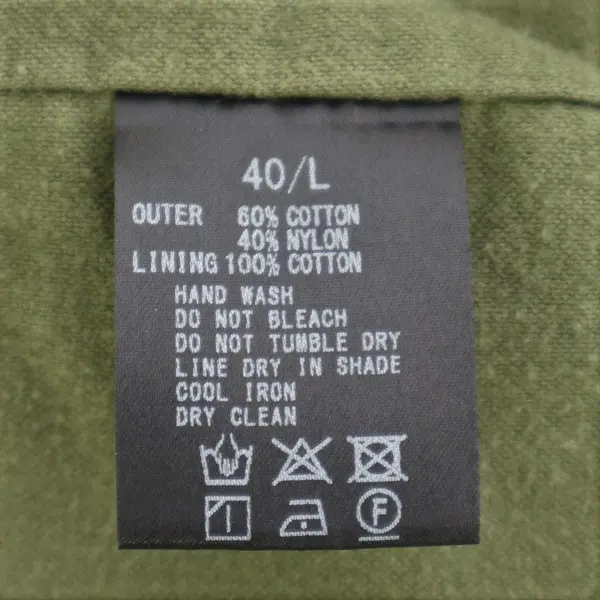 40/L
OUTER 60% COTTON
40% NYLON
LINING 100% COTTON
HAND WASH
DO NOT BLEACH
DO NOT TUMBLE DRY
LINE DRY IN SHADE
COOL IRON
DRY CLEAN
F